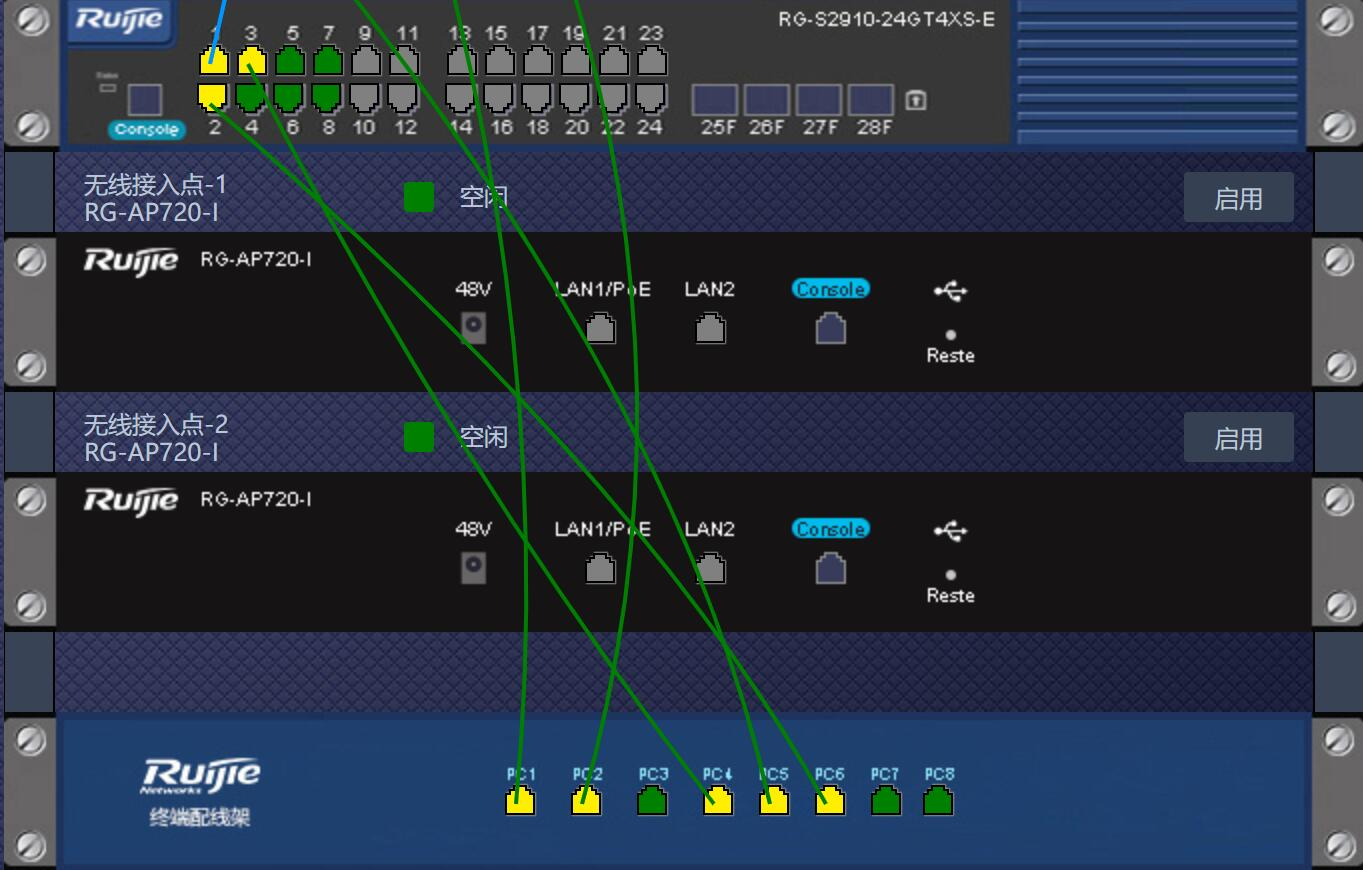 Ruijie
RG-S2910-24GT4XS-E
1 3 5 7 9 11 13 15 17 19 21 23
Console
2 4 6 8 10 12 14 16 18 20 22 24
25F 26F 27F 28F
无线接入点-1
RG-AP720-I
空闲
启用
Ruijie RG-AP720-I
48V LAN1/PoE LAN2 Console
Reste
无线接入点-2
RG-AP720-I
空闲
启用
Ruijie RG-AP720-I
48V LAN1/PoE LAN2 Console
Reste
Ruijie
Networks
终端配线架
PC1 PC2 PC3 PC4 PC5 PC6 PC7 PC8